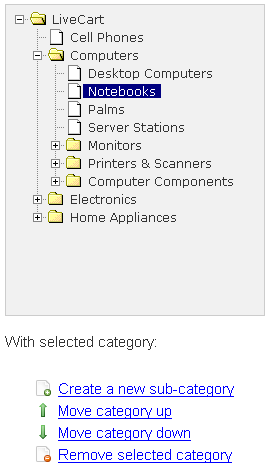 LiveCart
Cell Phones
Computers
Desktop Computers
Notebooks
Palms
Server Stations
Monitors
Printers & Scanners
Computer Components
Electronics
Home Appliances
With selected category:
Create a new sub-category
Move category up
Move category down
Remove selected category